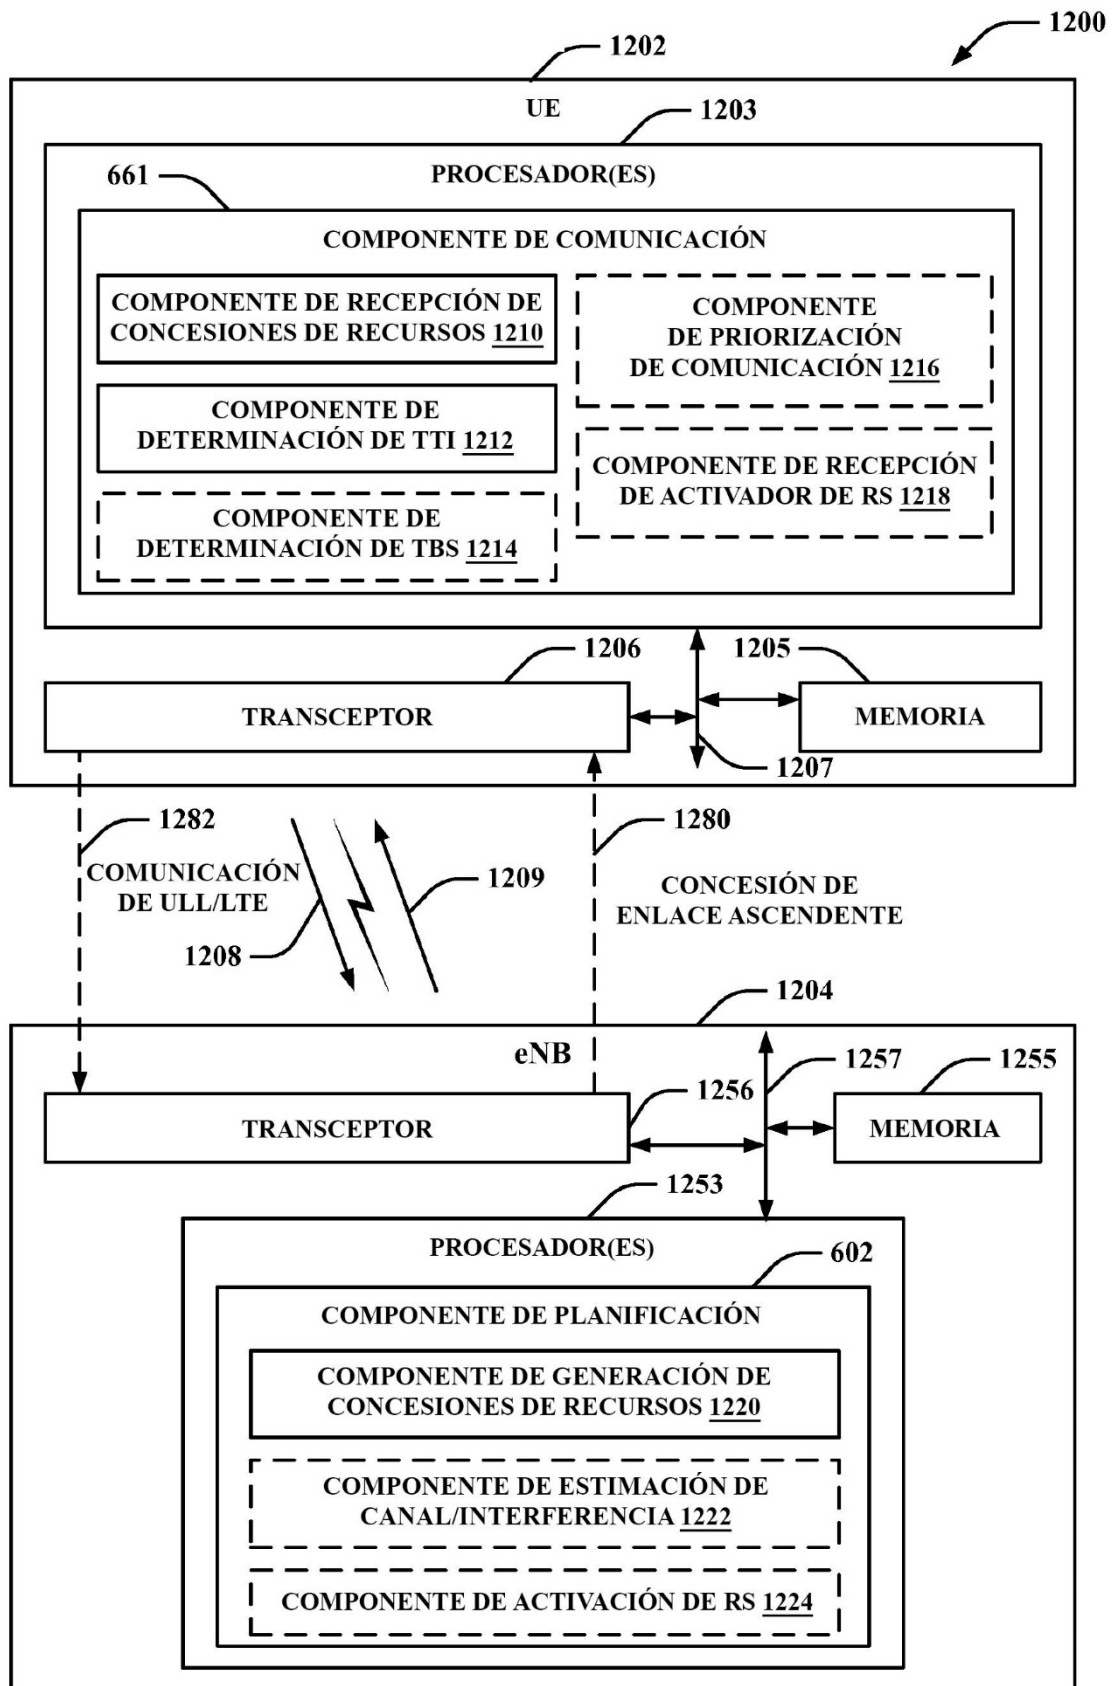 1200
1202
UE
1203
PROCESADOR(ES)
661
COMPONENTE DE COMUNICACIÓN
COMPONENTE DE RECEPCIÓN DE
CONCESIONES DE RECURSOS 1210
COMPONENTE DE
DETERMINACIÓN DE TTI 1212
COMPONENTE DE
DETERMINACIÓN DE TBS 1214
COMPONENTE
DE PRIORIZACIÓN
DE COMUNICACIÓN 1216
COMPONENTE DE RECEPCIÓN
DE ACTIVADOR DE RS 1218
1206
1205
TRANSCEPTOR
MEMORIA
1207
1282
COMUNICACIÓN
DE ULL/LTE
1208
1209
1280
CONCESIÓN DE
ENLACE ASCENDENTE
1204
eNB
1257
1255
1256
TRANSCEPTOR
MEMORIA
1253
PROCESADOR(ES)
602
COMPONENTE DE PLANIFICACIÓN
COMPONENTE DE GENERACIÓN DE
CONCESIONES DE RECURSOS 1220
COMPONENTE DE ESTIMACIÓN DE
CANAL/INTERFERENCIA 1222
COMPONENTE DE ACTIVACIÓN DE RS 1224